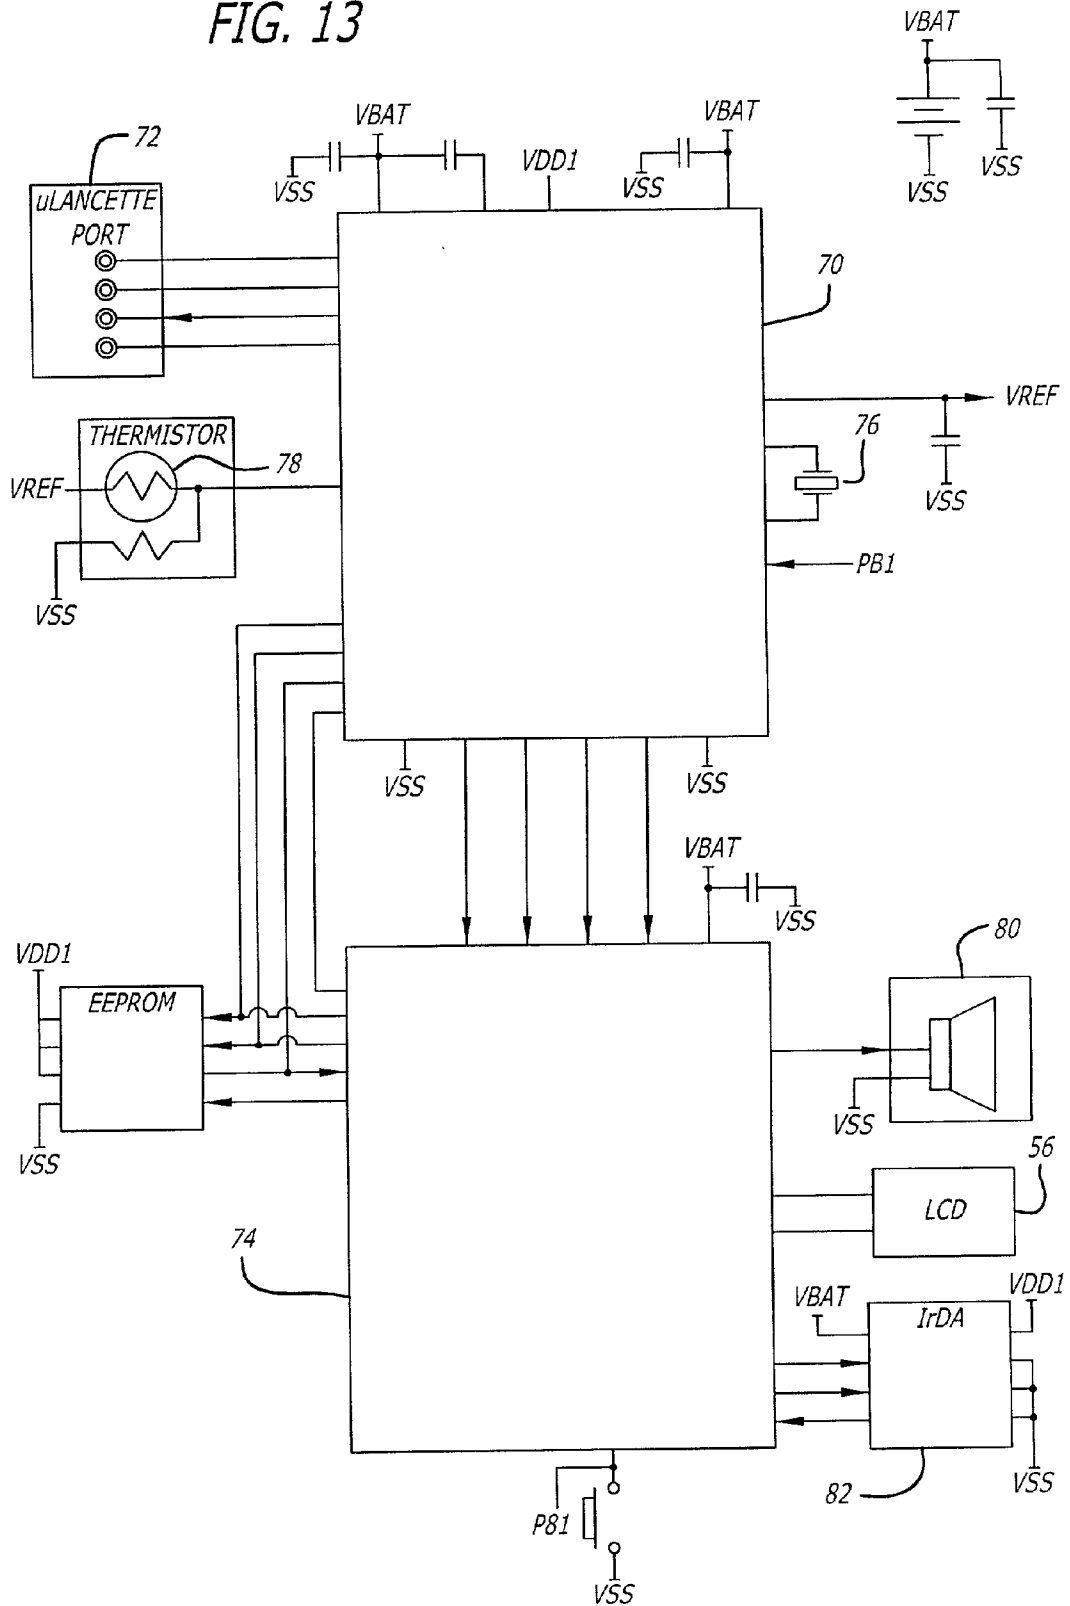 FIG. 13
VBAT
VSS
VSS
72
VBAT
VSS
VDD1
VBAT
VSS
uLANCETTE
PORT
70
VREF
76
VSS
PB1
THERMISTOR
78
VREF
VSS
VSS
VSS
VBAT
VSS
80
VDD1
EEPROM
VSS
VSS
56
LCD
74
VBAT
IrDA
VDD1
82
VSS
P81
VSS